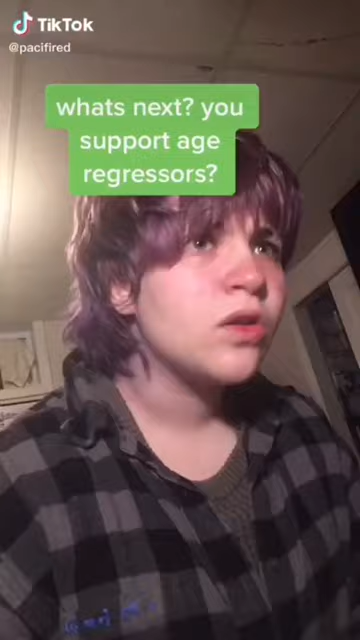 TikTok
@pacifired
whats next? you
support age
regressors?